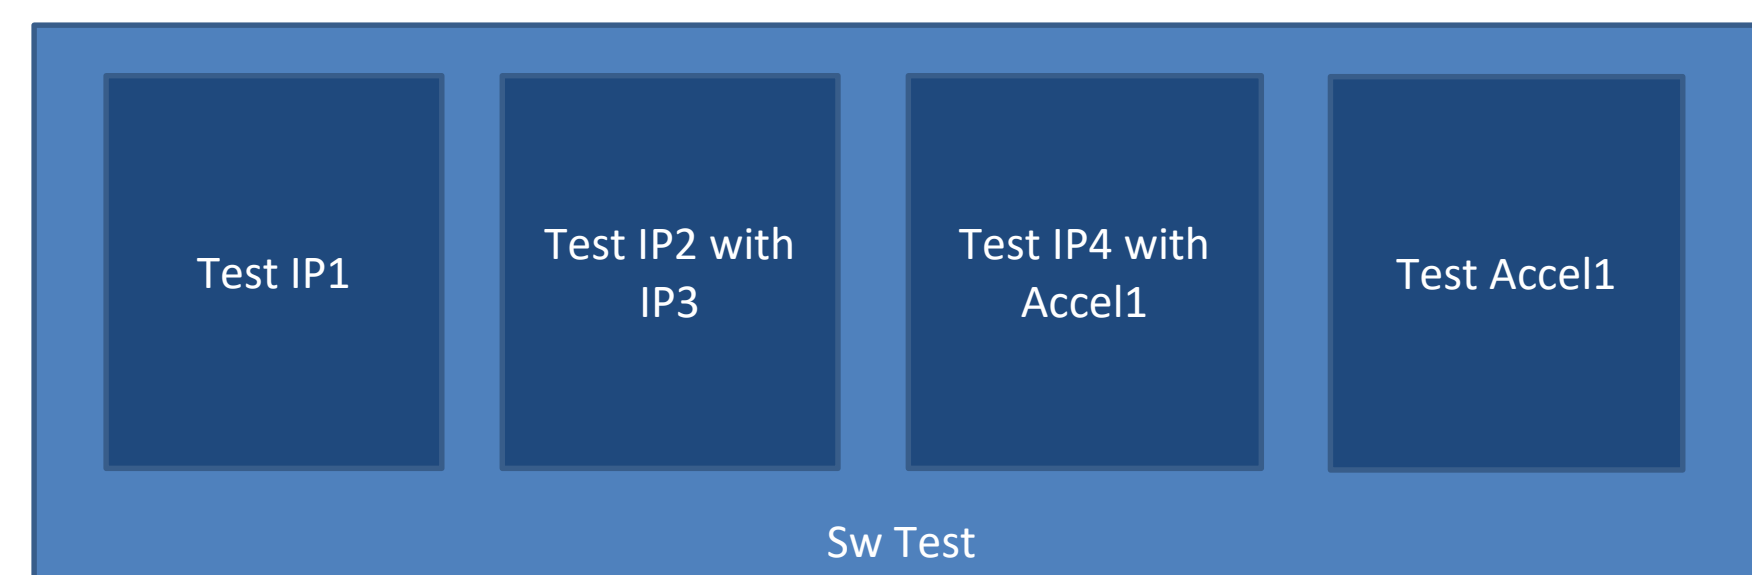 Test IP1
Test IP2 with
IP3
Test IP4 with
Accel1
Test Accel1
Sw Test